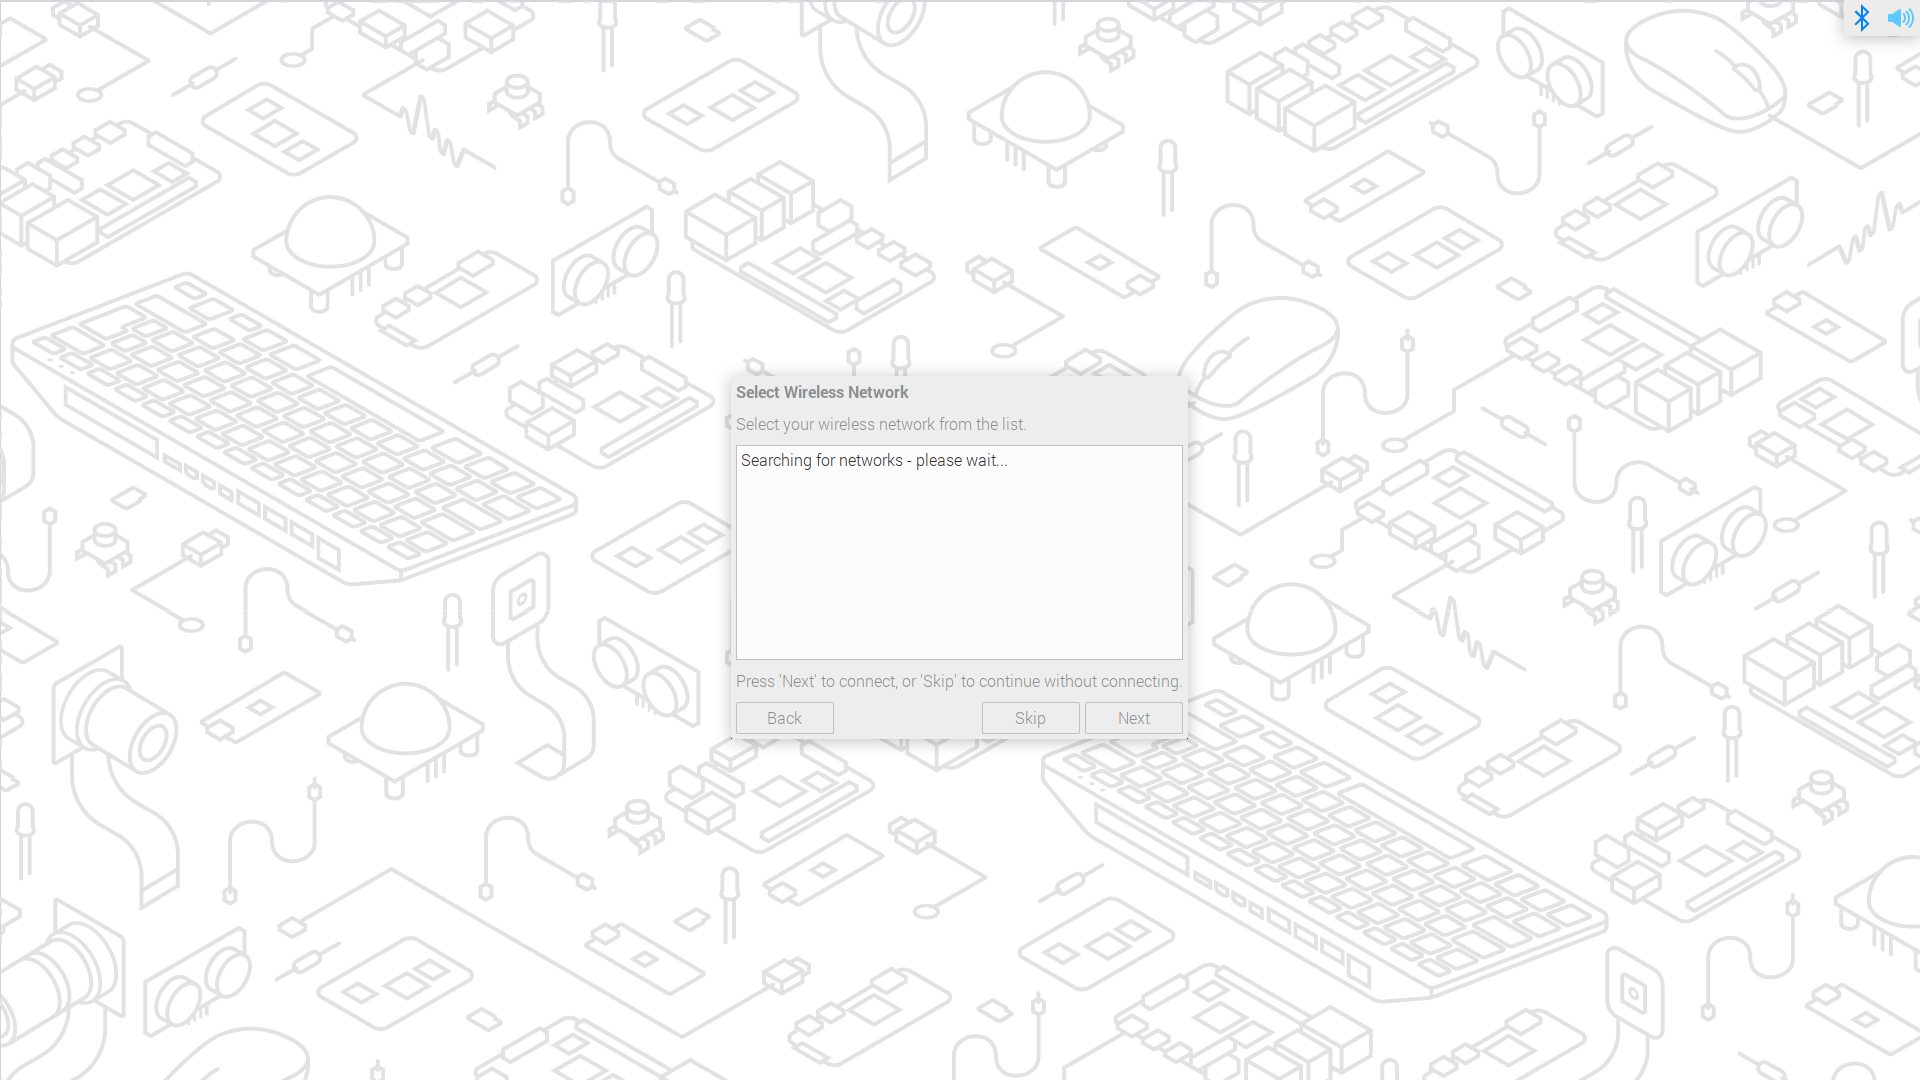 Select Wireless Network
Select your wireless network from the list.
Searching for networks - please wait...
Press 'Next' to connect, or 'Skip' to continue without connecting.
Back Skip Next